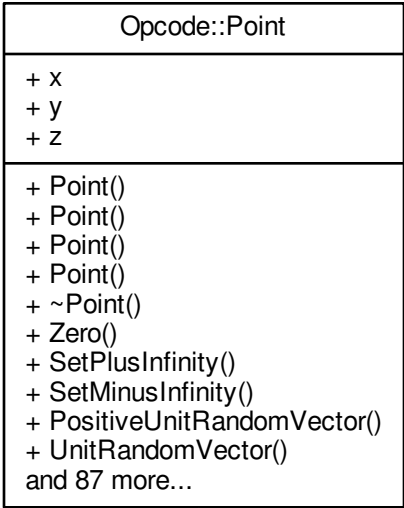 Opcode::Point
+ x
+ y
+ z
+ Point()
+ Point()
+ Point()
+ Point()
+ ~Point()
+ Zero()
+ SetPlusInfinity()
+ SetMinusInfinity()
+ PositiveUnitRandomVector()
+ UnitRandomVector()
and 87 more...